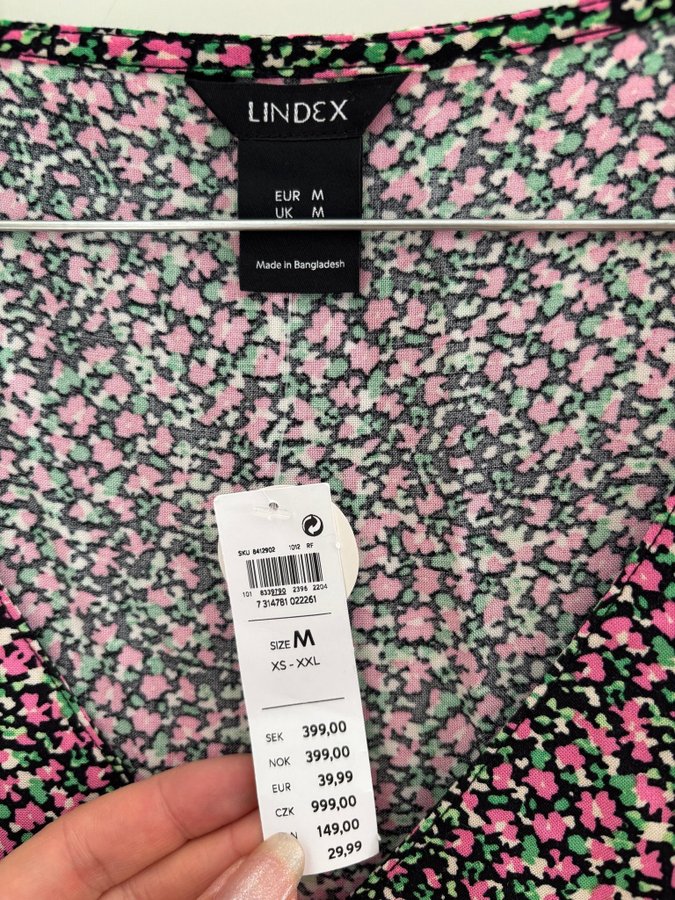 LINDEX
EUR M
UK M
Made in Bangladesh
SKU 8412902 1012 RF
101 8339790 2396 2204
7 314781 022261
SIZE M
XS - XXL
SEK 399,00
NOK 399,00
EUR 39,99
CZK 999,00
149,00
29,99